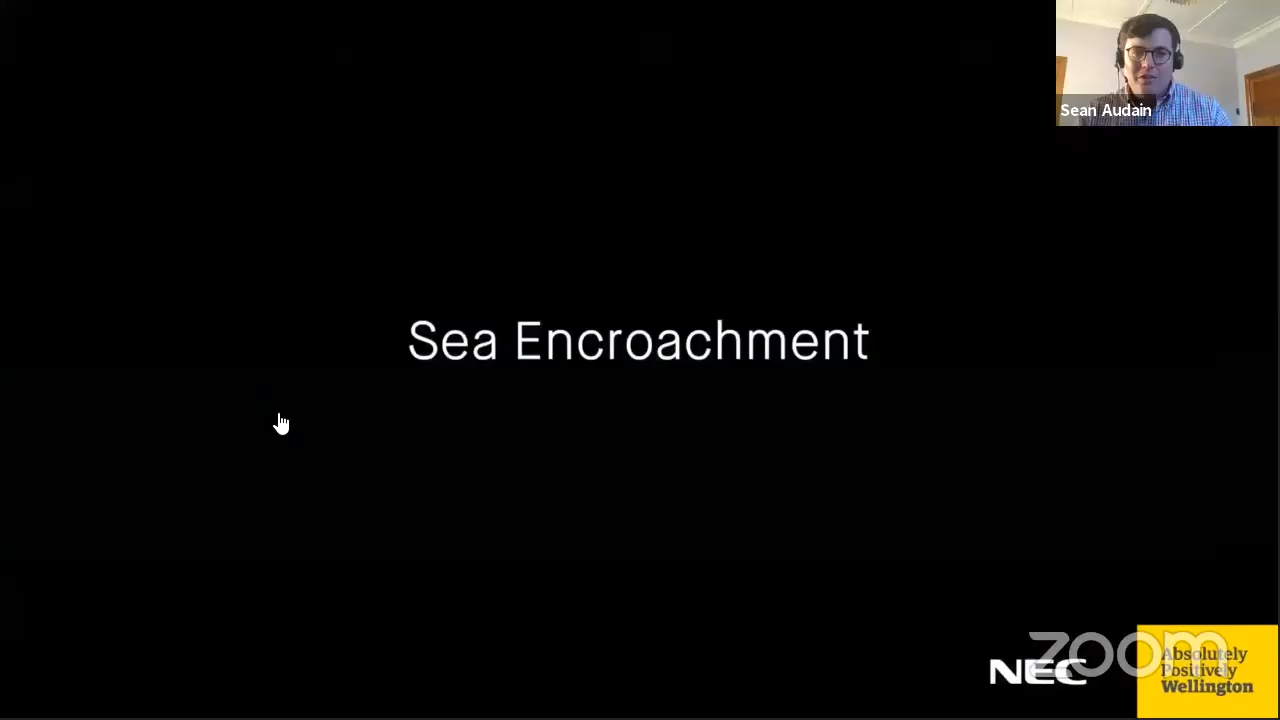 Sean Audain
Sea Encroachment
NEC
zoom
Absolutely
Positively
Wellington